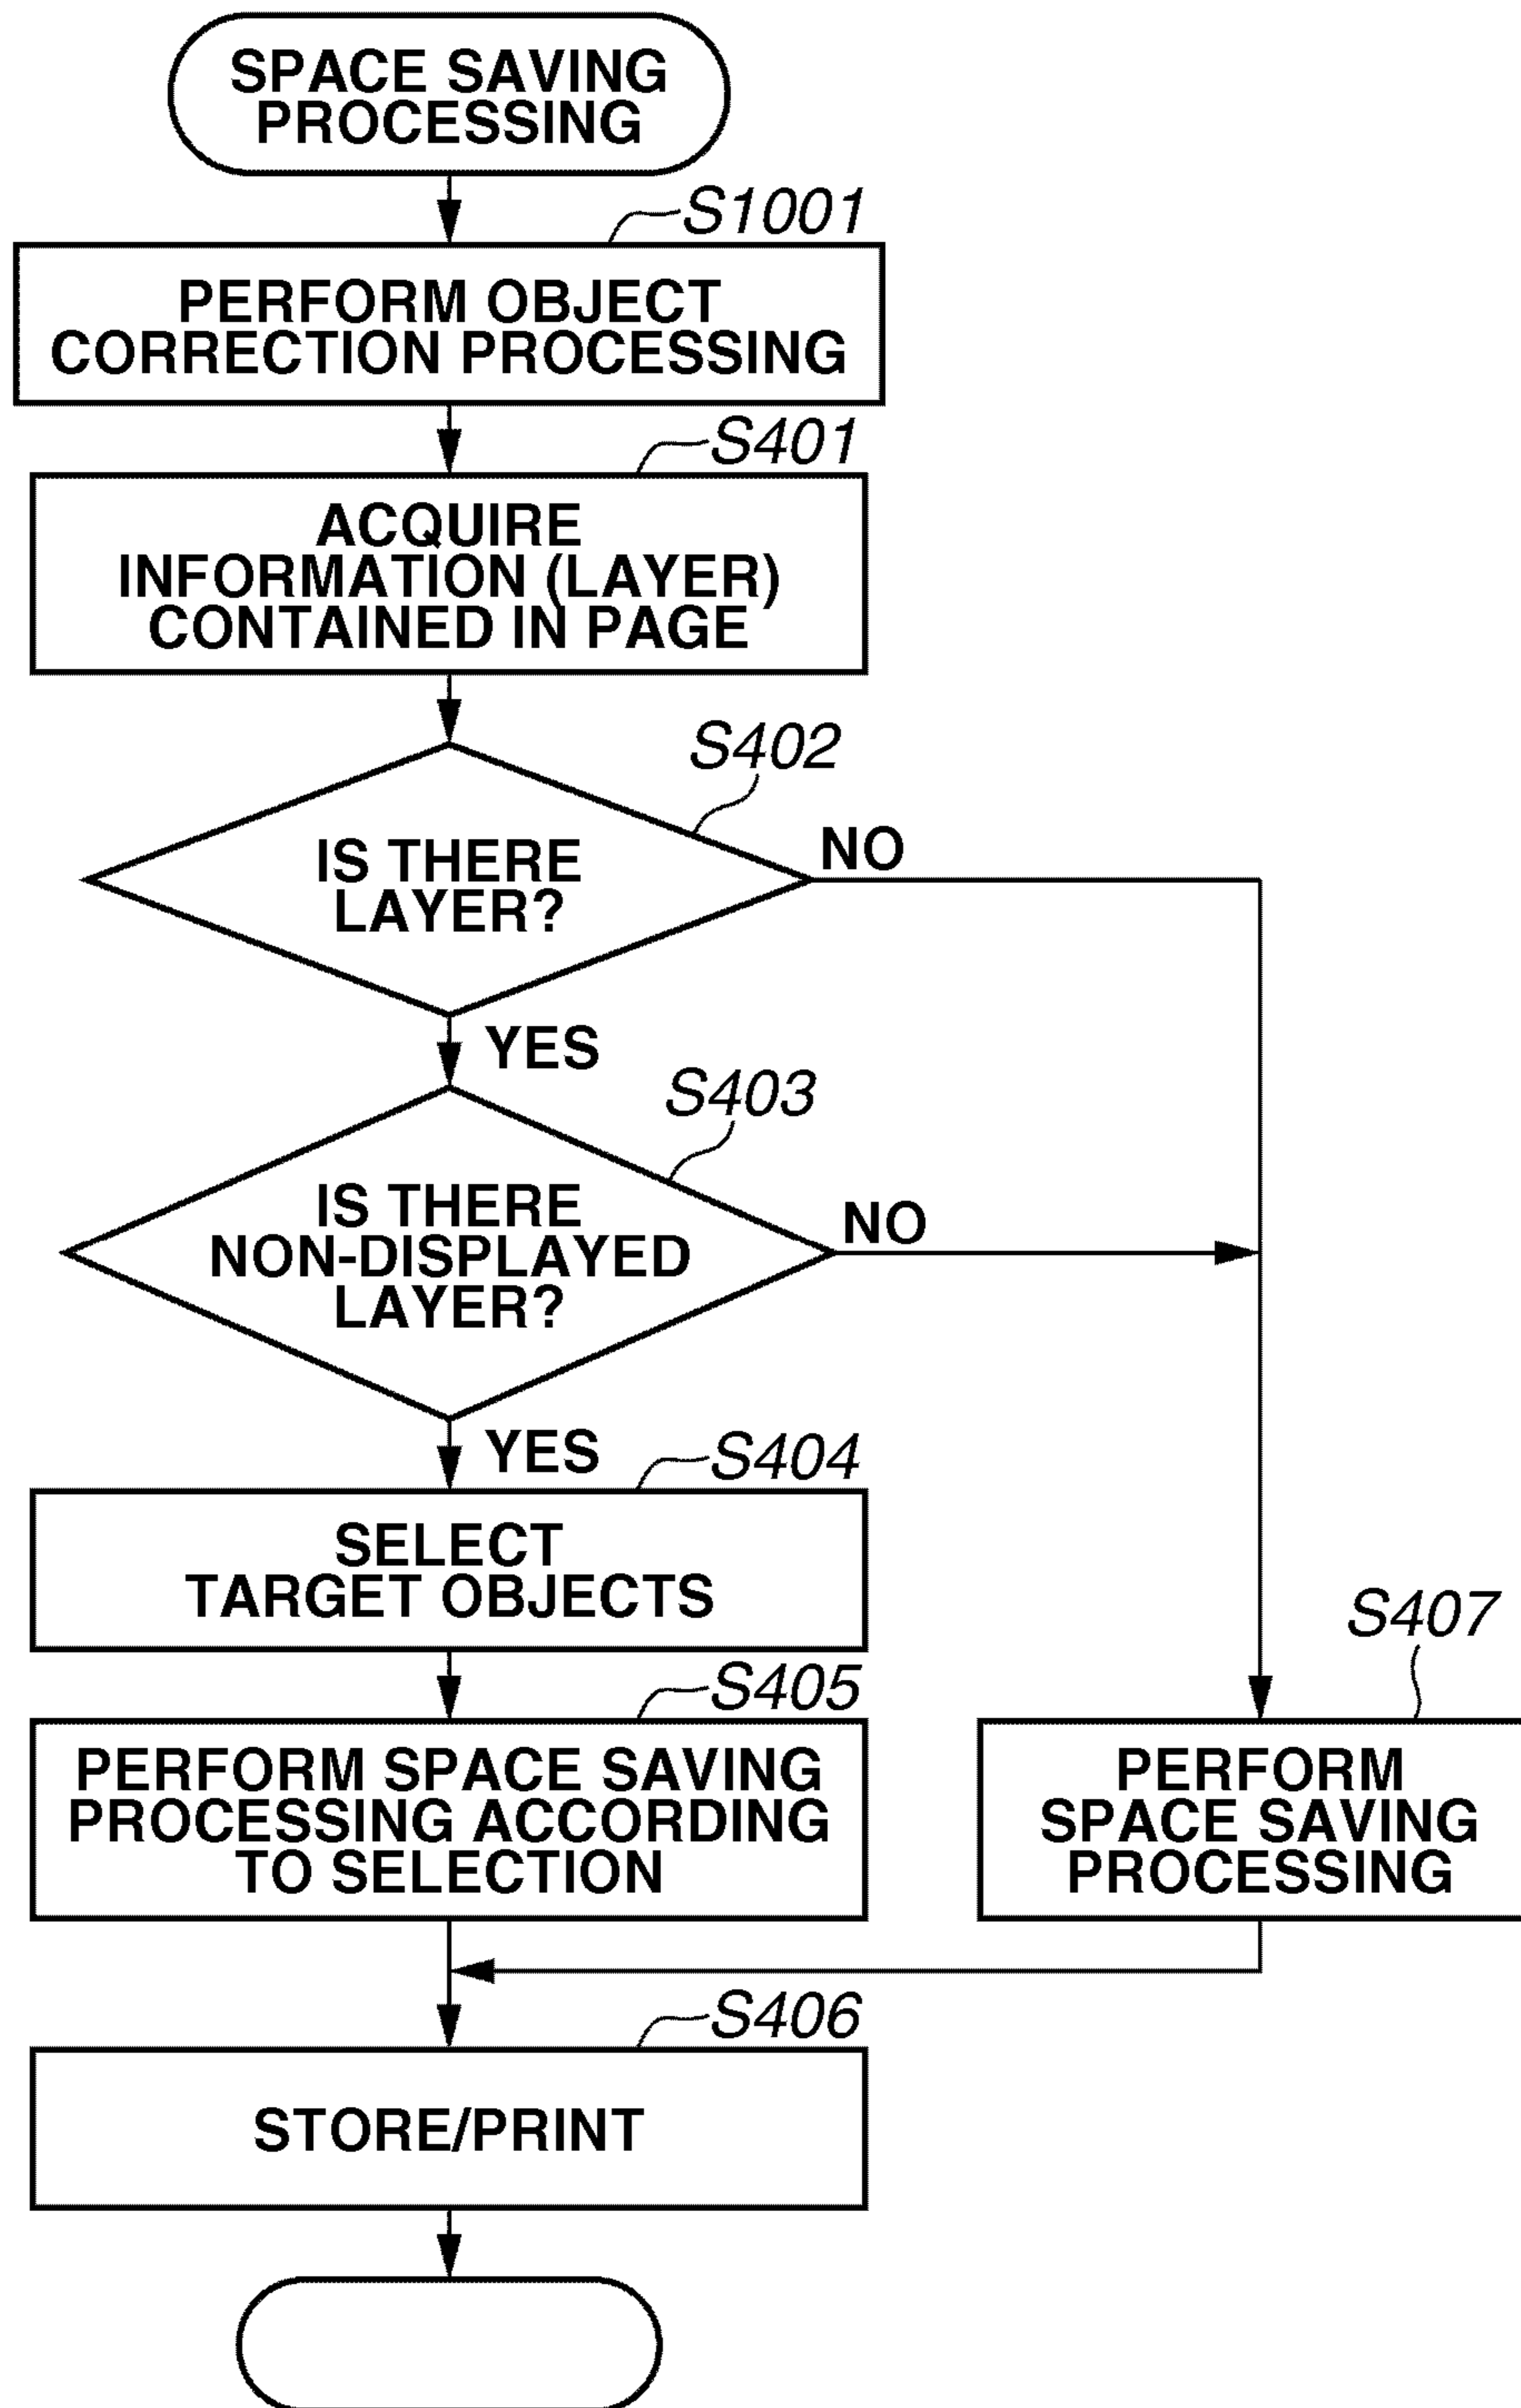 SPACE SAVING
PROCESSING
S1001
PERFORM OBJECT
CORRECTION PROCESSING
S401
ACQUIRE
INFORMATION (LAYER)
CONTAINED IN PAGE
S402
IS THERE
LAYER?
NO
YES
S403
IS THERE
NON-DISPLAYED
LAYER?
NO
YES
S404
SELECT
TARGET OBJECTS
S405
PERFORM SPACE SAVING
PROCESSING ACCORDING
TO SELECTION
S407
PERFORM
SPACE SAVING
PROCESSING
S406
STORE/PRINT